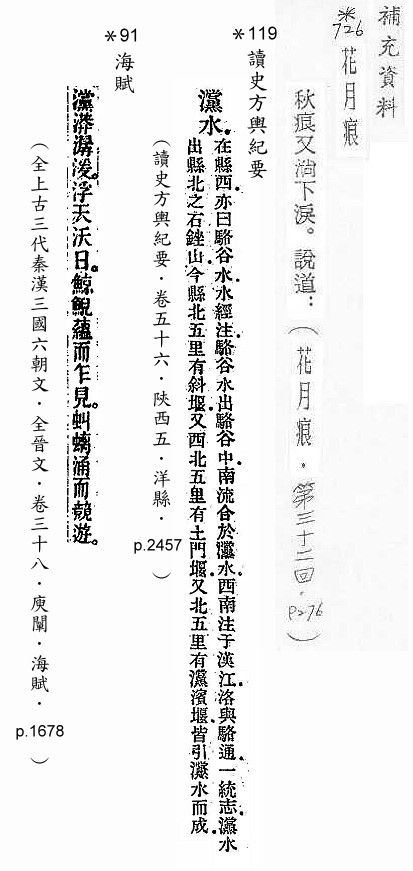 補充資料
※726 花月痕
秋痕又淌下淚。說道：（花月痕．第三十二回．P276）
＊119 讀史方輿紀要
灙水
在縣西亦曰駱谷水水經注駱谷水出駱谷中南流合於灙水西南注于漢江洛與駱通一統志灙水
出縣北之石銼山今縣北五里有斜堰又西北五里有土門堰又北五里有灙濱堰皆引灙水而成
（讀史方輿紀要．卷五十六．陝西五．洋縣．p.2457）
＊91 海賦
灙漭潺湲浮天沃日鯨鯢蘊而乍見虯螭涌而競遊。
（全上古三代秦漢三國六朝文．全晉文．卷三十八．庾闡．海賦．p.1678）